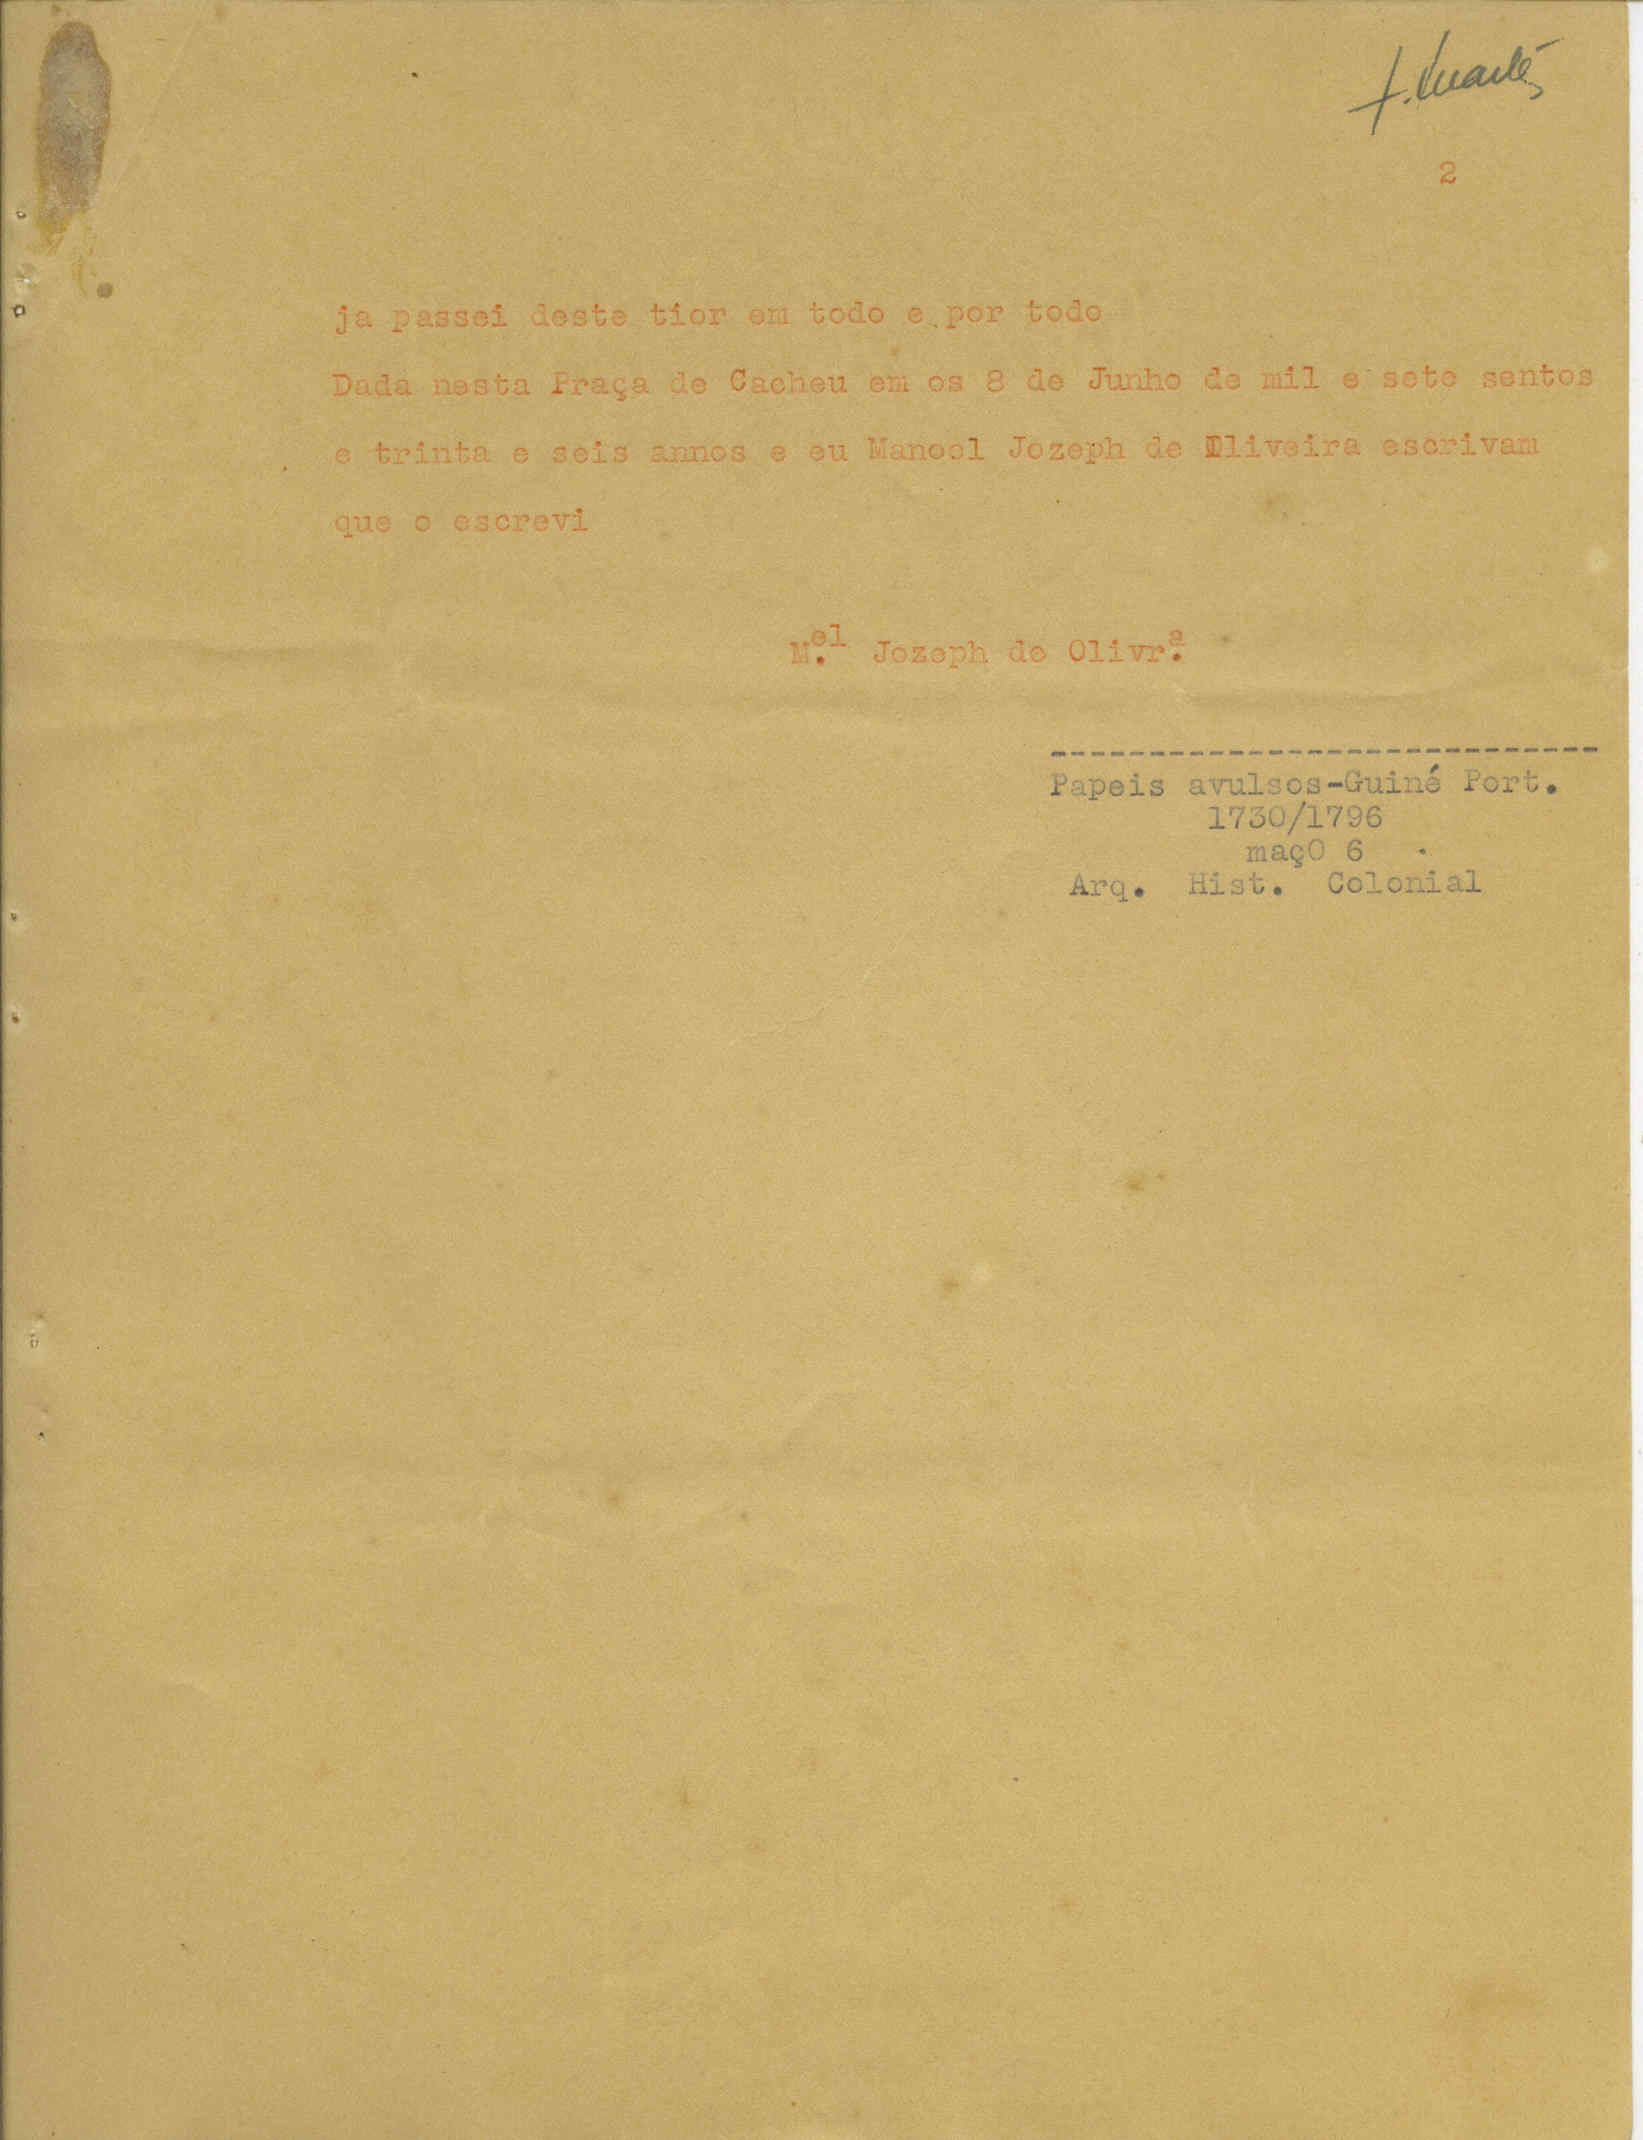 2
ja passei deste tior em todo e por todo
Dada nesta Praça de Cacheu em os 8 de Junho de mil e sete sentos
e trinta e seis annos e eu Manoel Jozeph de Oliveira escrivam
que o escrevi
M.el Jozeph de Olivr.a
------------------------------
Papeis avulsos-Guiné Port.
1730/1796
maçO 6
Arq. Hist. Colonial